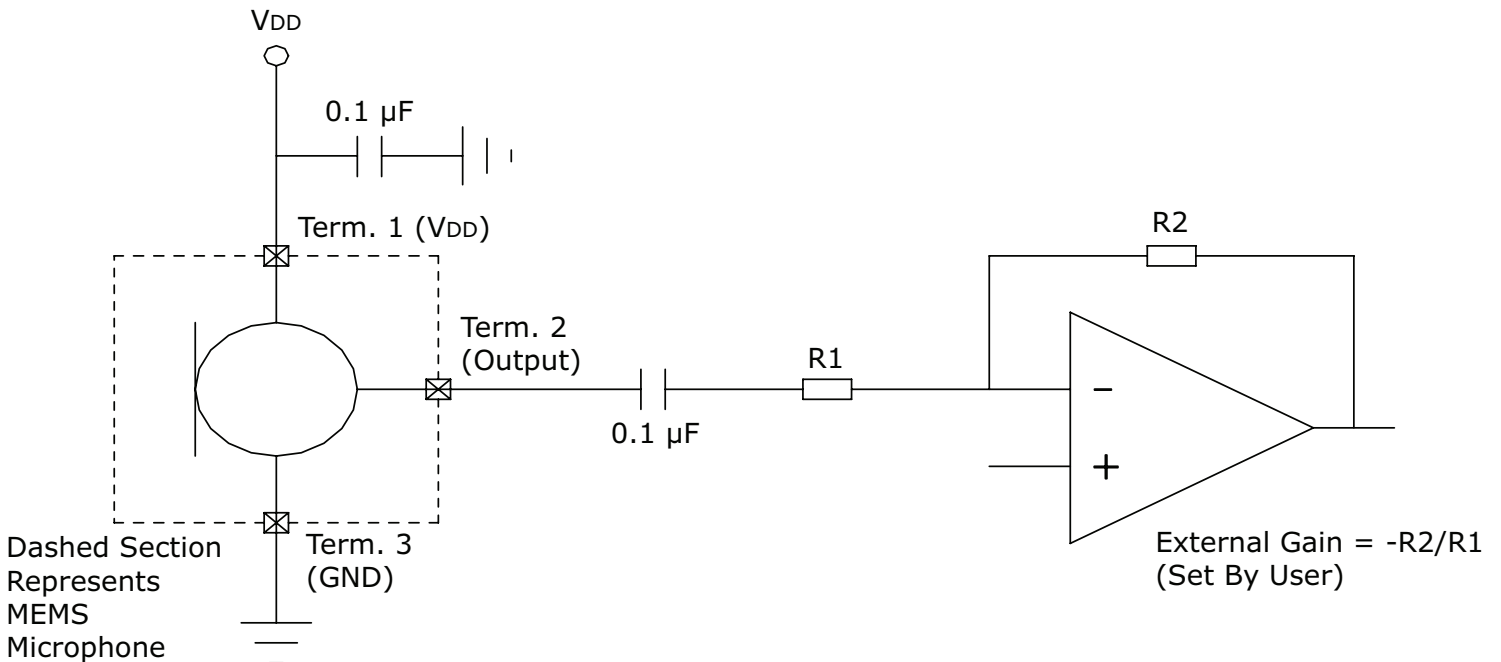 VDD
0.1 µF
Term. 1 (VDD)
R2
Term. 2
(Output)
R1
0.1 µF
−
+
Term. 3
(GND)
Dashed Section
Represents
MEMS
Microphone
External Gain = -R2/R1
(Set By User)